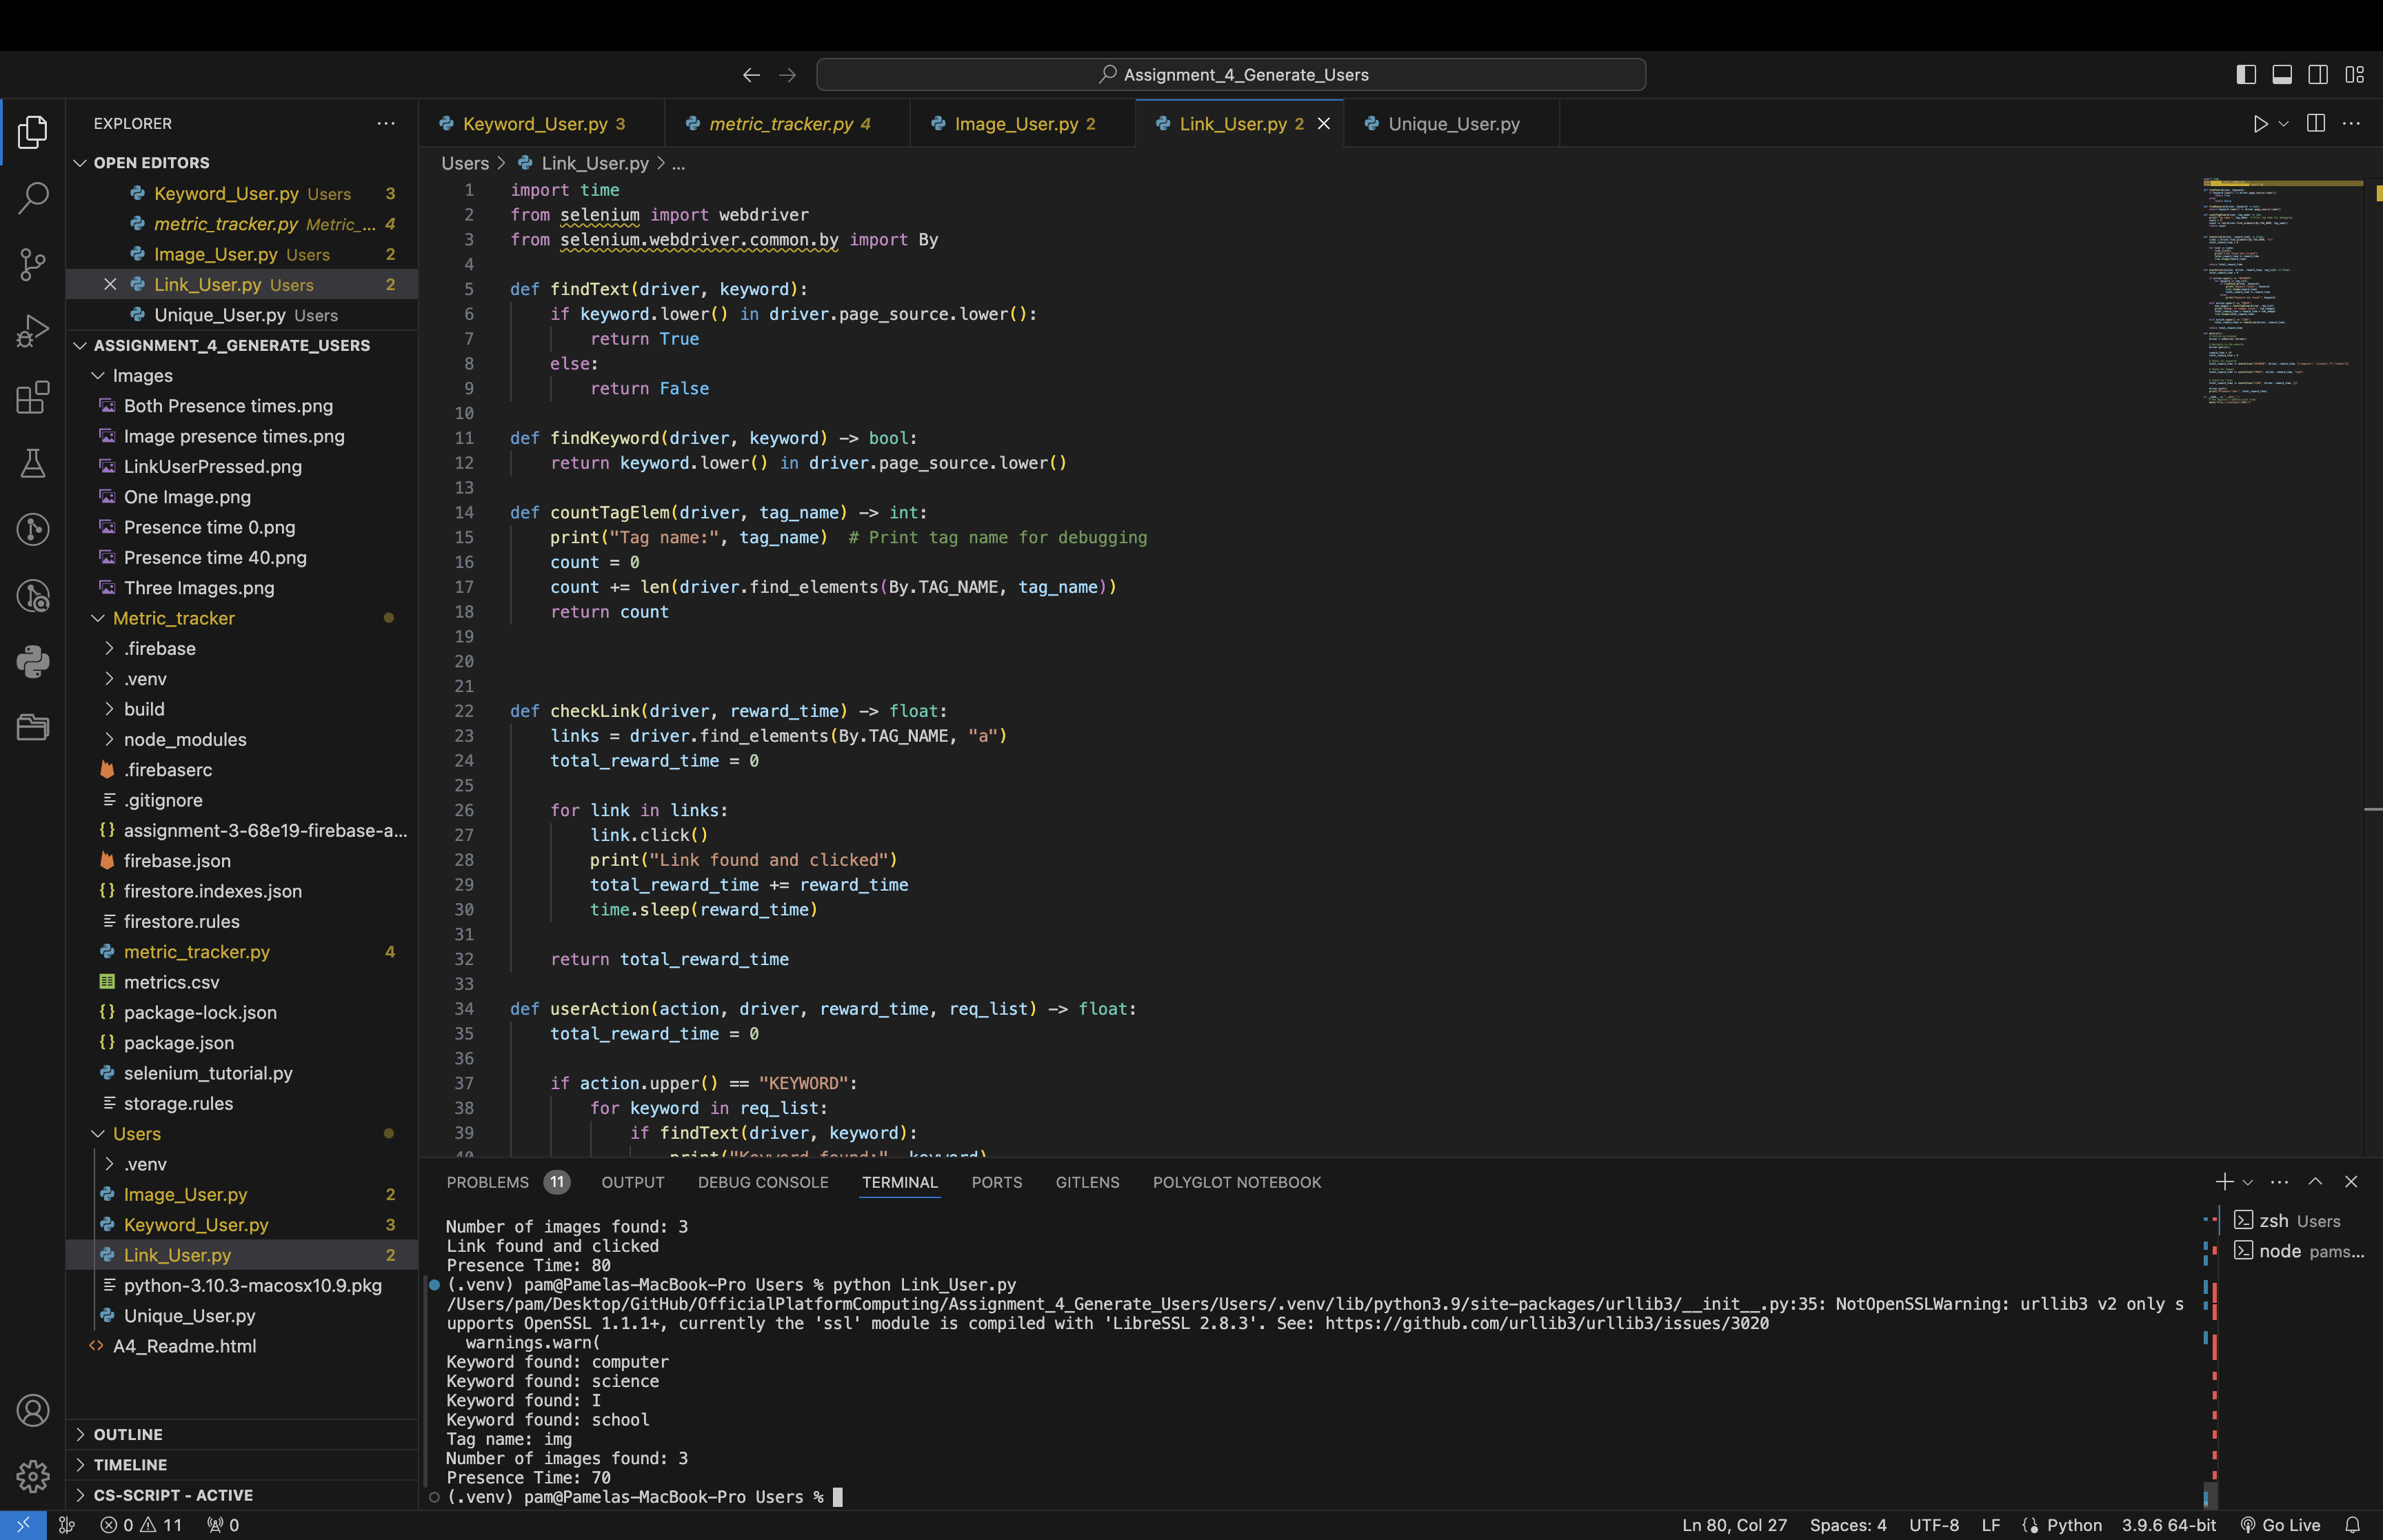 Assignment_4_Generate_Users
EXPLORER
OPEN EDITORS
Keyword_User.py Users 3
metric_tracker.py Metric_... 4
Image_User.py Users 2
Link_User.py Users 2
Unique_User.py Users
ASSIGNMENT_4_GENERATE_USERS
Images
Both Presence times.png
Image presence times.png
LinkUserPressed.png
One Image.png
Presence time 0.png
Presence time 40.png
Three Images.png
Metric_tracker
.firebase
.venv
build
node_modules
.firebaserc
.gitignore
assignment-3-68e19-firebase-a...
firebase.json
firestore.indexes.json
firestore.rules
metric_tracker.py 4
metrics.csv
package-lock.json
package.json
selenium_tutorial.py
storage.rules
Users
.venv
Image_User.py 2
Keyword_User.py 3
Link_User.py 2
python-3.10.3-macosx10.9.pkg
Unique_User.py
A4_Readme.html
OUTLINE
TIMELINE
CS-SCRIPT - ACTIVE
Keyword_User.py 3 metric_tracker.py 4 Image_User.py 2 Link_User.py 2 Unique_User.py
Users > Link_User.py > ...
1 import time
2 from selenium import webdriver
3 from selenium.webdriver.common.by import By
4
5 def findText(driver, keyword):
6 if keyword.lower() in driver.page_source.lower():
7 return True
8 else:
9 return False
10
11 def findKeyword(driver, keyword) -> bool:
12 return keyword.lower() in driver.page_source.lower()
13
14 def countTagElem(driver, tag_name) -> int:
15 print("Tag name:", tag_name) # Print tag name for debugging
16 count = 0
17 count += len(driver.find_elements(By.TAG_NAME, tag_name))
18 return count
19
20
21
22 def checkLink(driver, reward_time) -> float:
23 links = driver.find_elements(By.TAG_NAME, "a")
24 total_reward_time = 0
25
26 for link in links:
27 link.click()
28 print("Link found and clicked")
29 total_reward_time += reward_time
30 time.sleep(reward_time)
31
32 return total_reward_time
33
34 def userAction(action, driver, reward_time, req_list) -> float:
35 total_reward_time = 0
36
37 if action.upper() == "KEYWORD":
38 for keyword in req_list:
39 if findText(driver, keyword):
40 print("Keyword found:", keyword)
PROBLEMS 11 OUTPUT DEBUG CONSOLE TERMINAL PORTS GITLENS POLYGLOT NOTEBOOK
Number of images found: 3
Link found and clicked
Presence Time: 80
(.venv) pam@Pamelas-MacBook-Pro Users % python Link_User.py
/Users/pam/Desktop/GitHub/OfficialPlatformComputing/Assignment_4_Generate_Users/Users/.venv/lib/python3.9/site-packages/urllib3/__init__.py:35: NotOpenSSLWarning: urllib3 v2 only s
upports OpenSSL 1.1.1+, currently the 'ssl' module is compiled with 'LibreSSL 2.8.3'. See: https://github.com/urllib3/urllib3/issues/3020
warnings.warn(
Keyword found: computer
Keyword found: science
Keyword found: I
Keyword found: school
Tag name: img
Number of images found: 3
Presence Time: 70
(.venv) pam@Pamelas-MacBook-Pro Users %
zsh Users
node pams...
0 11 0
Ln 80, Col 27 Spaces: 4 UTF-8 LF Python 3.9.6 64-bit Go Live